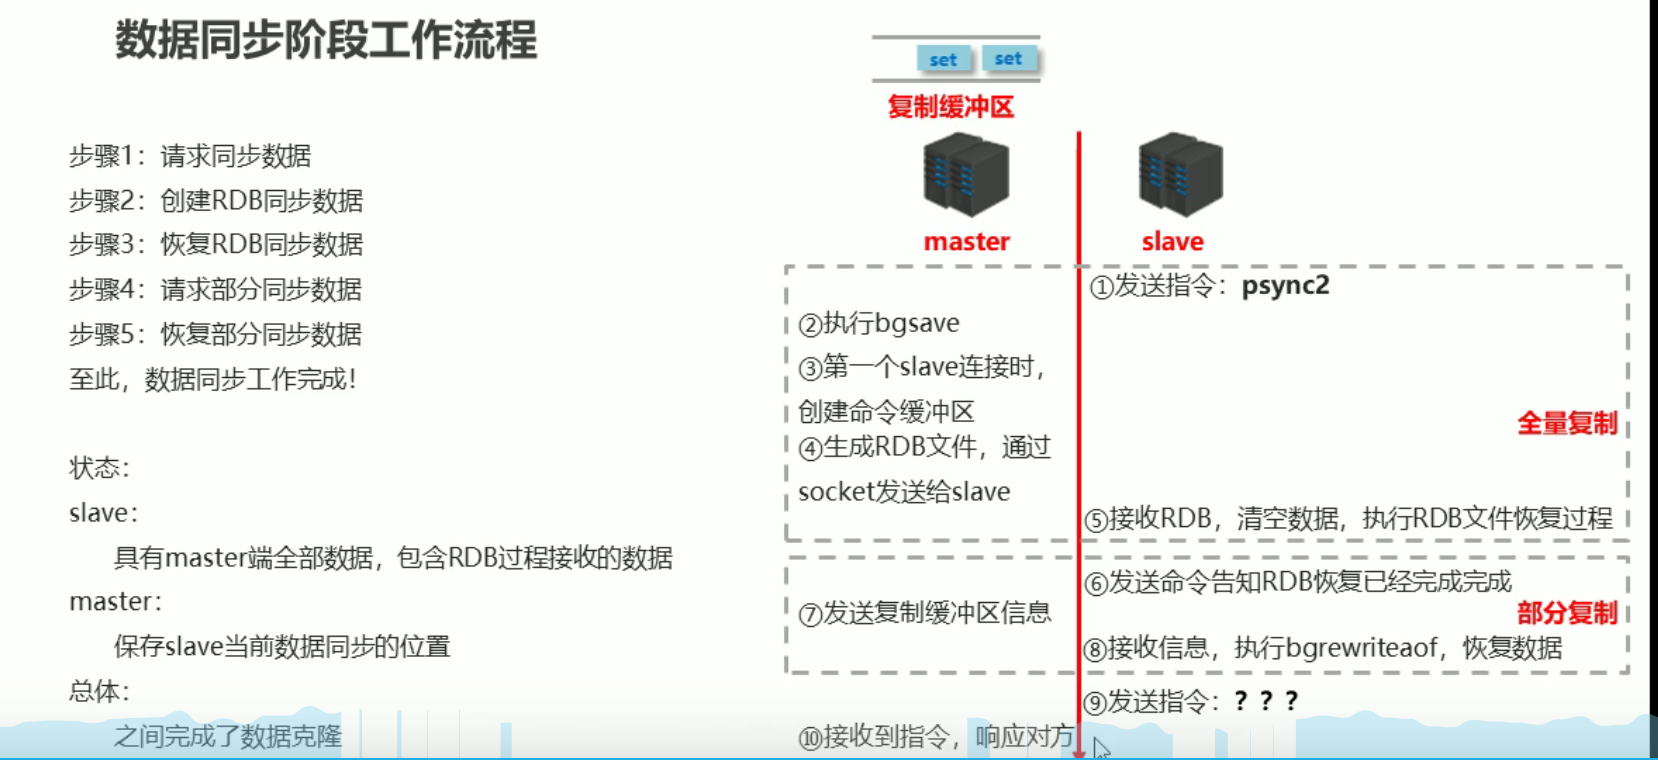 数据同步阶段工作流程
步骤1：请求同步数据
步骤2：创建RDB同步数据
步骤3：恢复RDB同步数据
步骤4：请求部分同步数据
步骤5：恢复部分同步数据
至此，数据同步工作完成！
状态：
slave：
具有master端全部数据，包含RDB过程接收的数据
master：
保存slave当前数据同步的位置
总体：
之间完成了数据克隆
set set
复制缓冲区
master
slave
①发送指令：psync2
②执行bgsave
③第一个slave连接时，
创建命令缓冲区
④生成RDB文件，通过
socket发送给slave
全量复制
⑤接收RDB，清空数据，执行RDB文件恢复过程
⑥发送命令告知RDB恢复已经完成完成
⑦发送复制缓冲区信息
部分复制
⑧接收信息，执行bgrewriteaof，恢复数据
⑨发送指令：？？？
⑩接收到指令，响应对方